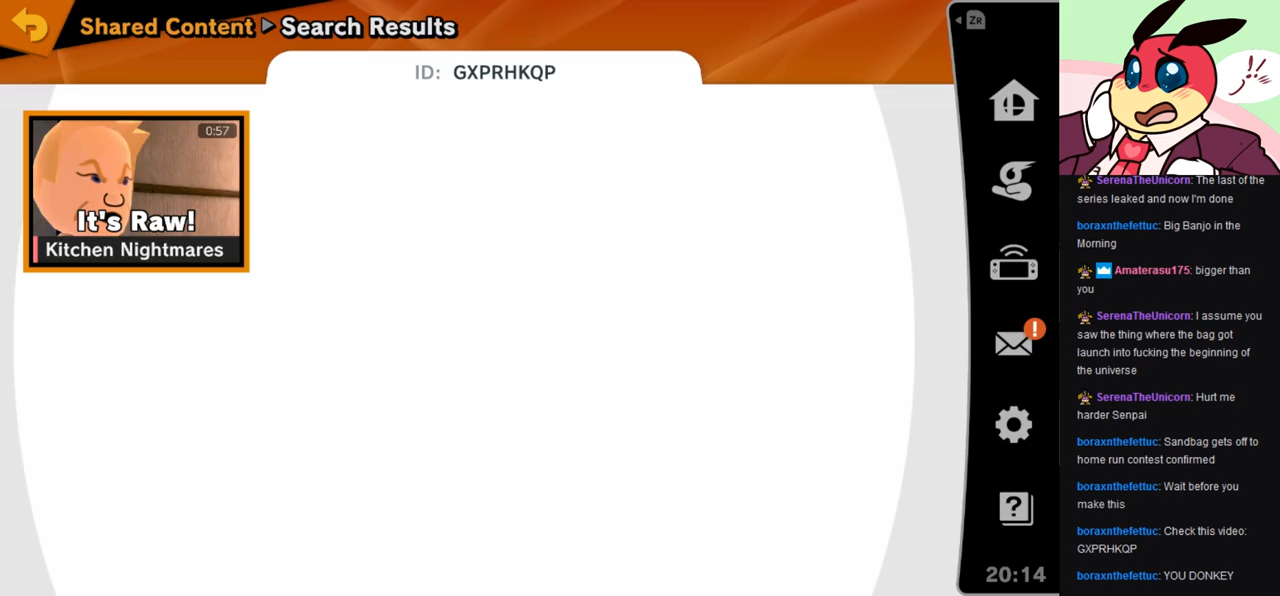 Shared Content ▶ Search Results
ID: GXPRHKQP
0:57
It's Raw!
Kitchen Nightmares
ZR
!
?
20:14
!!
SerenaTheUnicorn: The last of the
series leaked and now I'm done
boraxnthefettuc: Big Banjo in the
Morning
Amaterasu175: bigger than
you
SerenaTheUnicorn: I assume you
saw the thing where the bag got
launch into fucking the beginning of
the universe
SerenaTheUnicorn: Hurt me
harder Senpai
boraxnthefettuc: Sandbag gets off to
home run contest confirmed
boraxnthefettuc: Wait before you
make this
boraxnthefettuc: Check this video:
GXPRHKQP
boraxnthefettuc: YOU DONKEY